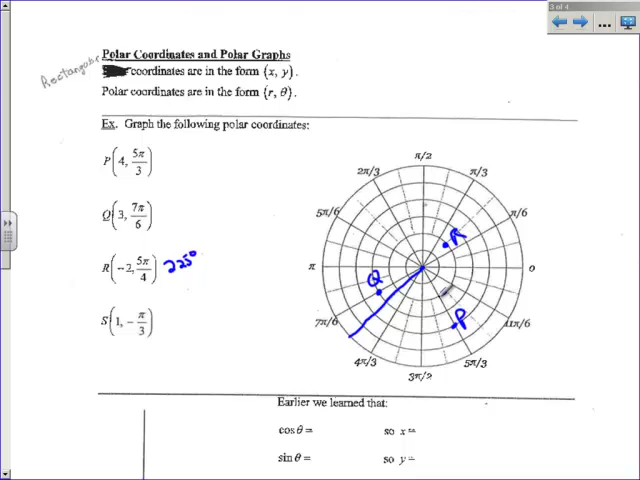 3 of 4
Rectangular
Polar Coordinates and Polar Graphs
coordinates are in the form (x, y).
Polar coordinates are in the form (r, θ).
Ex. Graph the following polar coordinates:
P(4, 5π/3)
Q(3, 7π/6)
R(-2, 5π/4) 225°
S(1, -π/3)
π/2
2π/3 π/3
5π/6 π/6
R
π 0
Q
P
7π/6 11π/6
4π/3 5π/3
3π/2
Earlier we learned that:
cos θ = so x =
sin θ = so y =